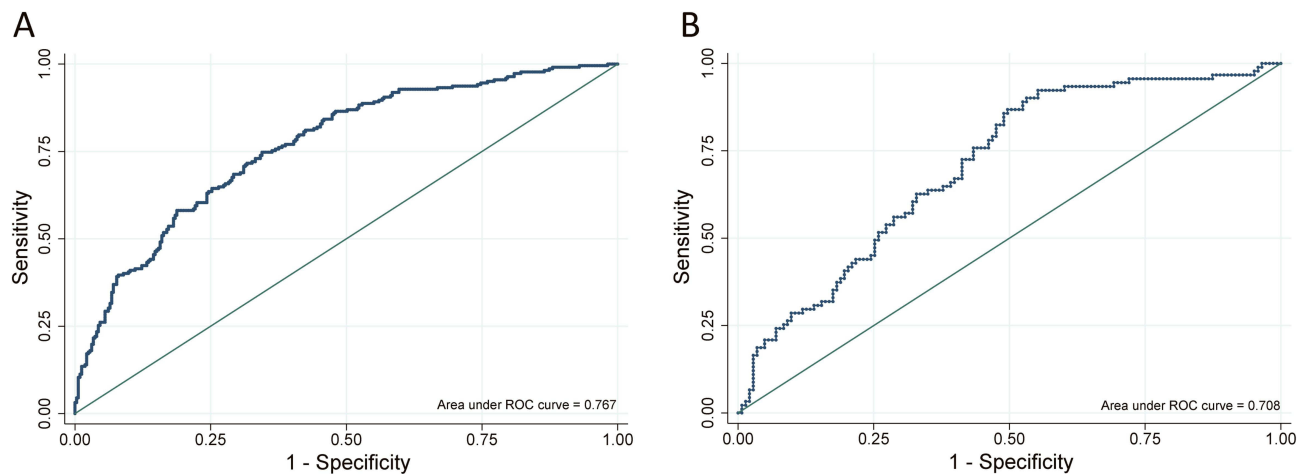 A
1.00
0.75
0.50
0.25
0.00
Sensitivity
Area under ROC curve = 0.767
0.00 0.25 0.50 0.75 1.00
1 - Specificity
B
1.00
0.75
0.50
0.25
0.00
Sensitivity
Area under ROC curve = 0.708
0.00 0.25 0.50 0.75 1.00
1 - Specificity